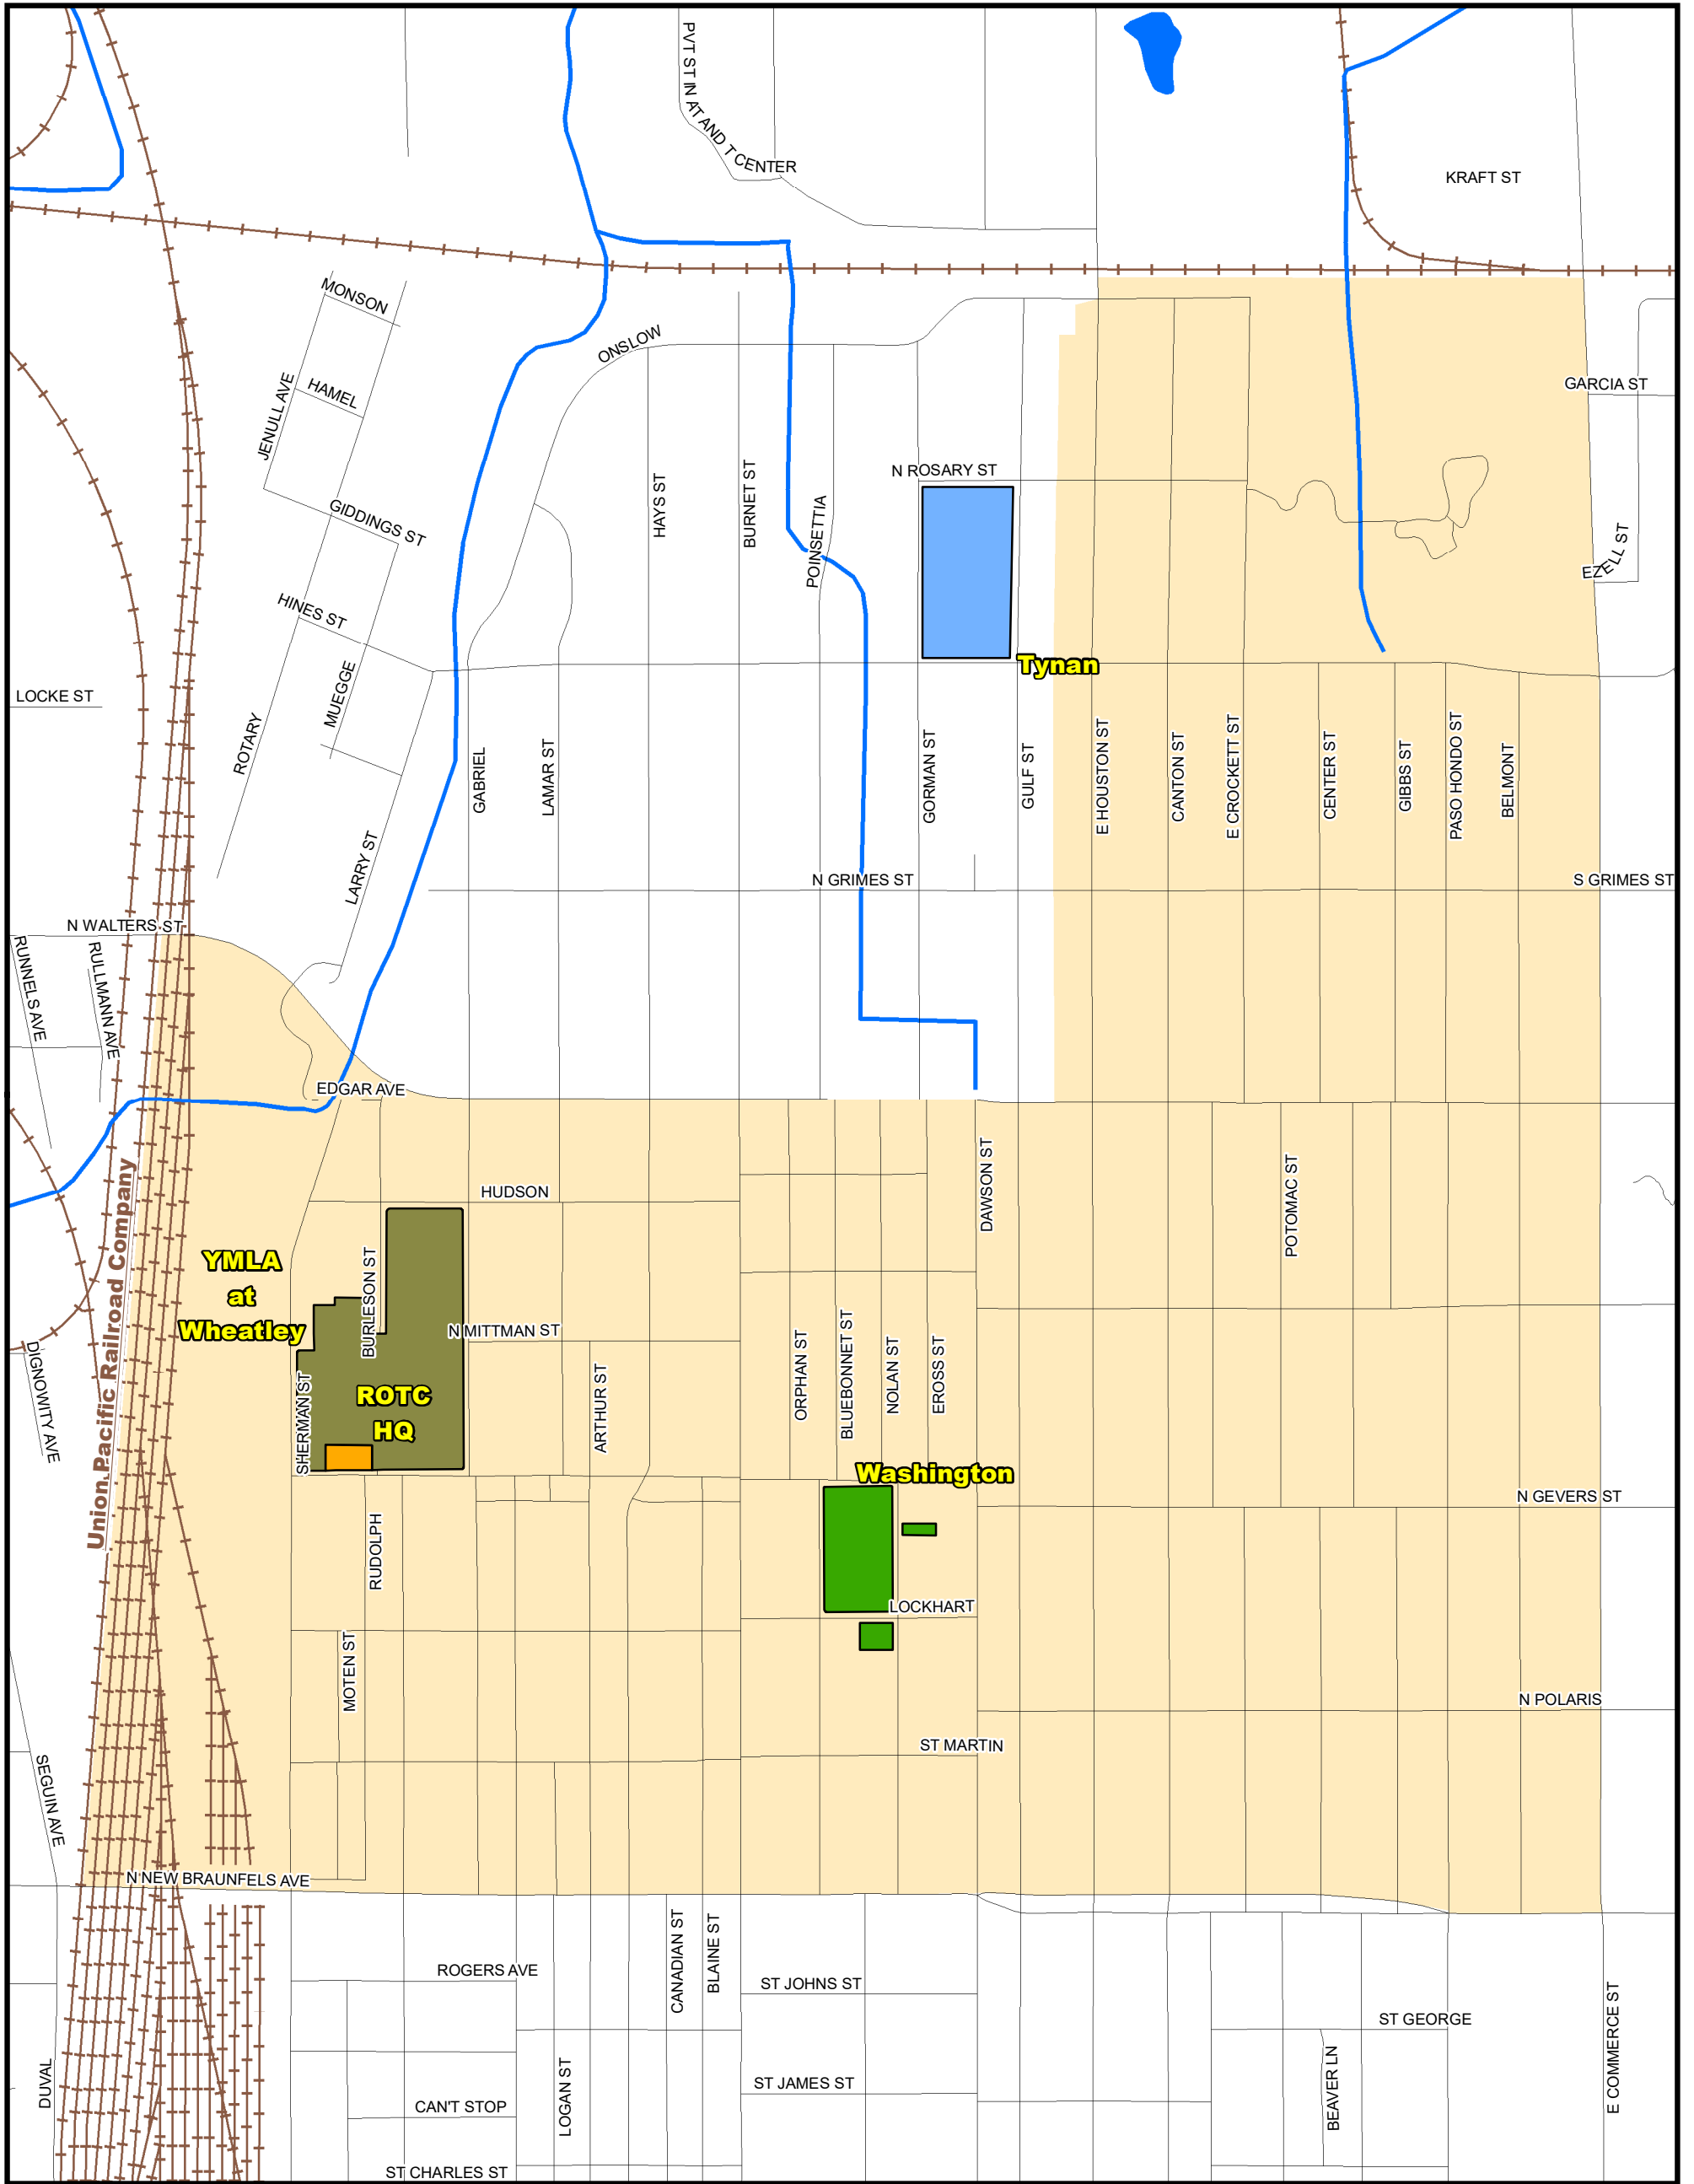 PVT ST IN AT AND T CENTER
KRAFT ST
MONSON
ONSLOW
HAMEL
JENULL AVE
GARCIA ST
N ROSARY ST
HAYS ST
BURNET ST
POINSETTIA
GIDDINGS ST
EZELL ST
HINES ST
Tynan
MUEGGE
LOCKE ST
ROTARY
GABRIEL
LAMAR ST
GORMAN ST
GULF ST
E HOUSTON ST
CANTON ST
E CROCKETT ST
CENTER ST
GIBBS ST
PASO HONDO ST
BELMONT
LARRY ST
N GRIMES ST
S GRIMES ST
N WALTERS ST
RUNNELS AVE
RULLMANN AVE
EDGAR AVE
DAWSON ST
POTOMAC ST
HUDSON
Union Pacific Railroad Company
YMLA
at
Wheatley
BURLESON ST
N MITTMAN ST
DIGNOWITY AVE
SHERMAN ST
ROTC
HQ
ARTHUR ST
ORPHAN ST
BLUEBONNET ST
NOLAN ST
EROSS ST
Washington
N GEVERS ST
RUDOLPH
LOCKHART
MOTEN ST
N POLARIS
ST MARTIN
SEGUIN AVE
N NEW BRAUNFELS AVE
CANADIAN ST
BLAINE ST
ROGERS AVE
ST JOHNS ST
ST GEORGE
E COMMERCE ST
DUVAL
LOGAN ST
ST JAMES ST
BEAVER LN
CAN'T STOP
ST CHARLES ST